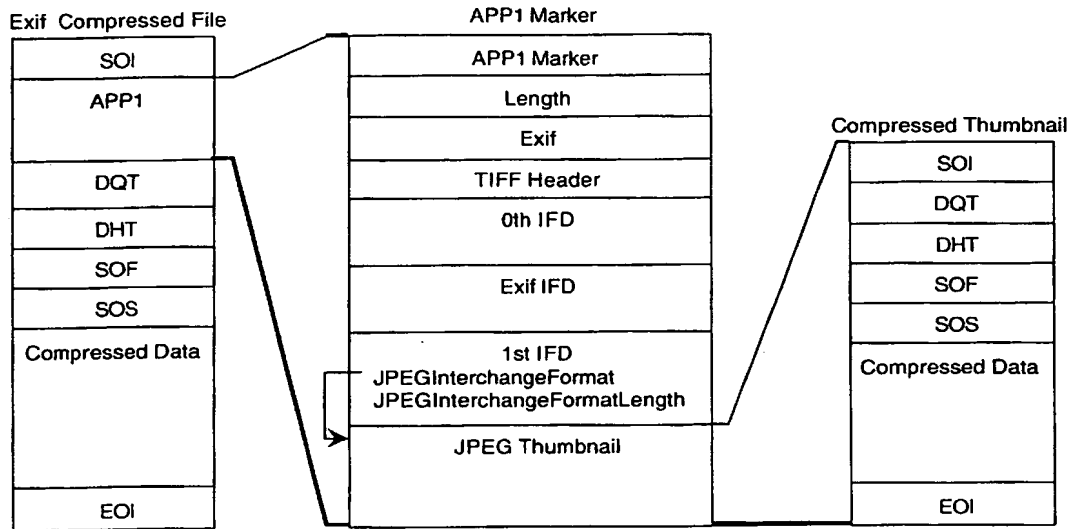 Exif Compressed File
SOI
APP1
DQT
DHT
SOF
SOS
Compressed Data
EOI
APP1 Marker
APP1 Marker
Length
Exif
TIFF Header
0th IFD
Exif IFD
1st IFD
JPEGInterchangeFormat
JPEGInterchangeFormatLength
JPEG Thumbnail
Compressed Thumbnail
SOI
DQT
DHT
SOF
SOS
Compressed Data
EOI